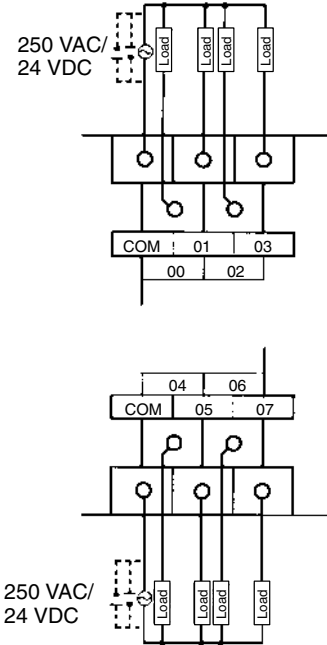 250 VAC/
24 VDC
Load
Load
Load
Load
COM 01 03
00 02
04 06
COM 05 07
250 VAC/
24 VDC
Load
Load
Load
Load